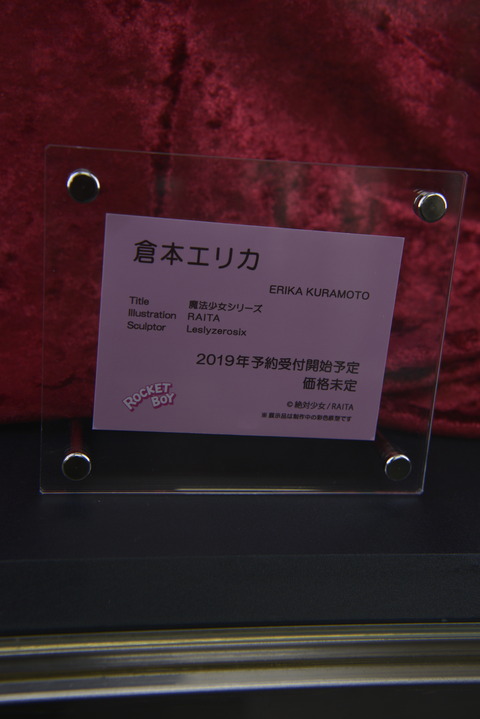 倉本エリカ
ERIKA KURAMOTO
Title 魔法少女シリーズ
Illustration RAITA
Sculptor Leslyzerosix
2019年予約受付開始予定
価格未定
ROCKET BOY
© 絶対少女/RAITA
※ 展示品は制作中の彩色原型です